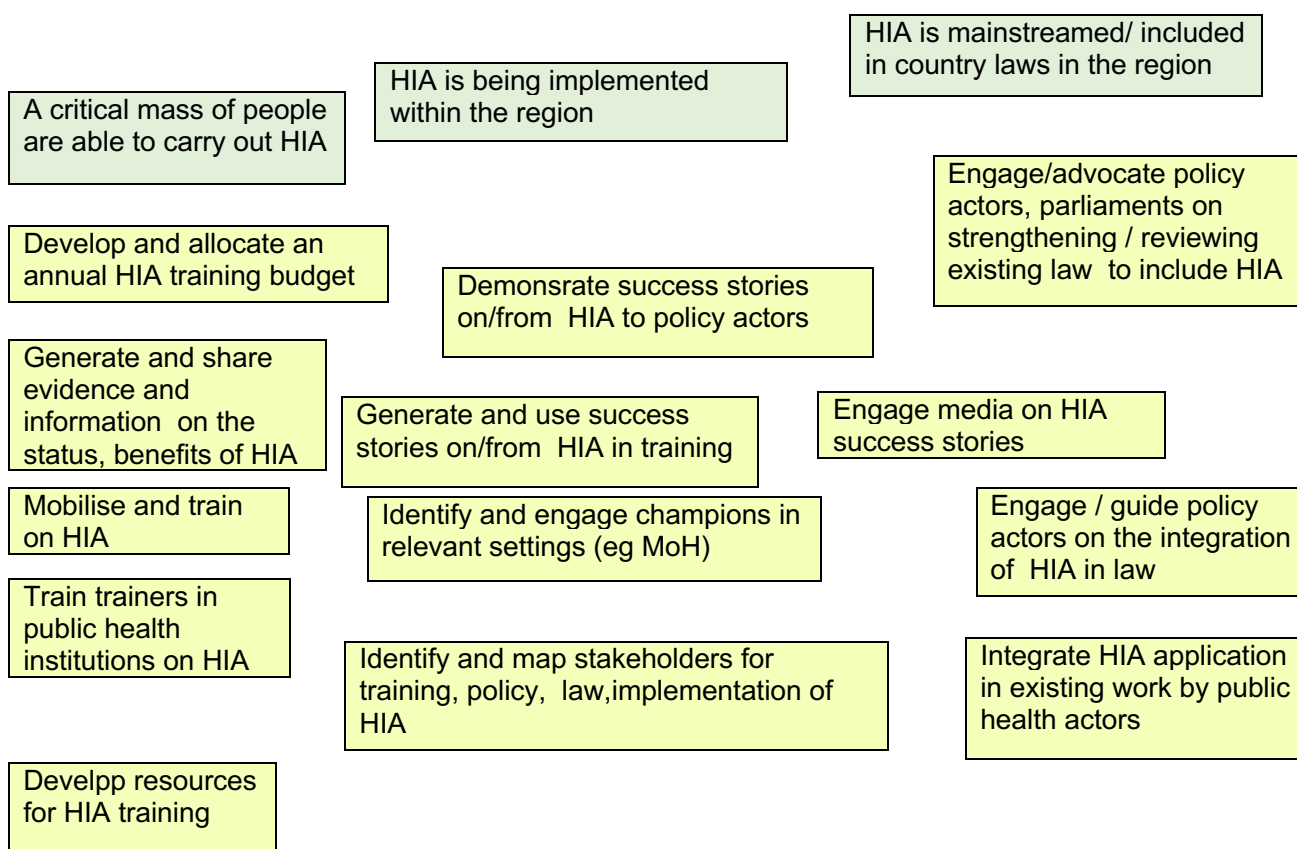 HIA is mainstreamed/ included
in country laws in the region
HIA is being implemented
within the region
A critical mass of people
are able to carry out HIA
Engage/advocate policy
actors, parliaments on
strengthening / reviewing
existing law  to include HIA
Develop and allocate an
annual HIA training budget
Demonsrate success stories
on/from  HIA to policy actors
Generate and share
evidence and
information  on the
status, benefits of HIA
Generate and use success
stories on/from  HIA in training
Engage media on HIA
success stories
Mobilise and train
on HIA
Identify and engage champions in
relevant settings (eg MoH)
Engage / guide policy
actors on the integration
of  HIA in law
Train trainers in
public health
institutions on HIA
Identify and map stakeholders for
training, policy,  law,implementation of
HIA
Integrate HIA application
in existing work by public
health actors
Develpp resources
for HIA training